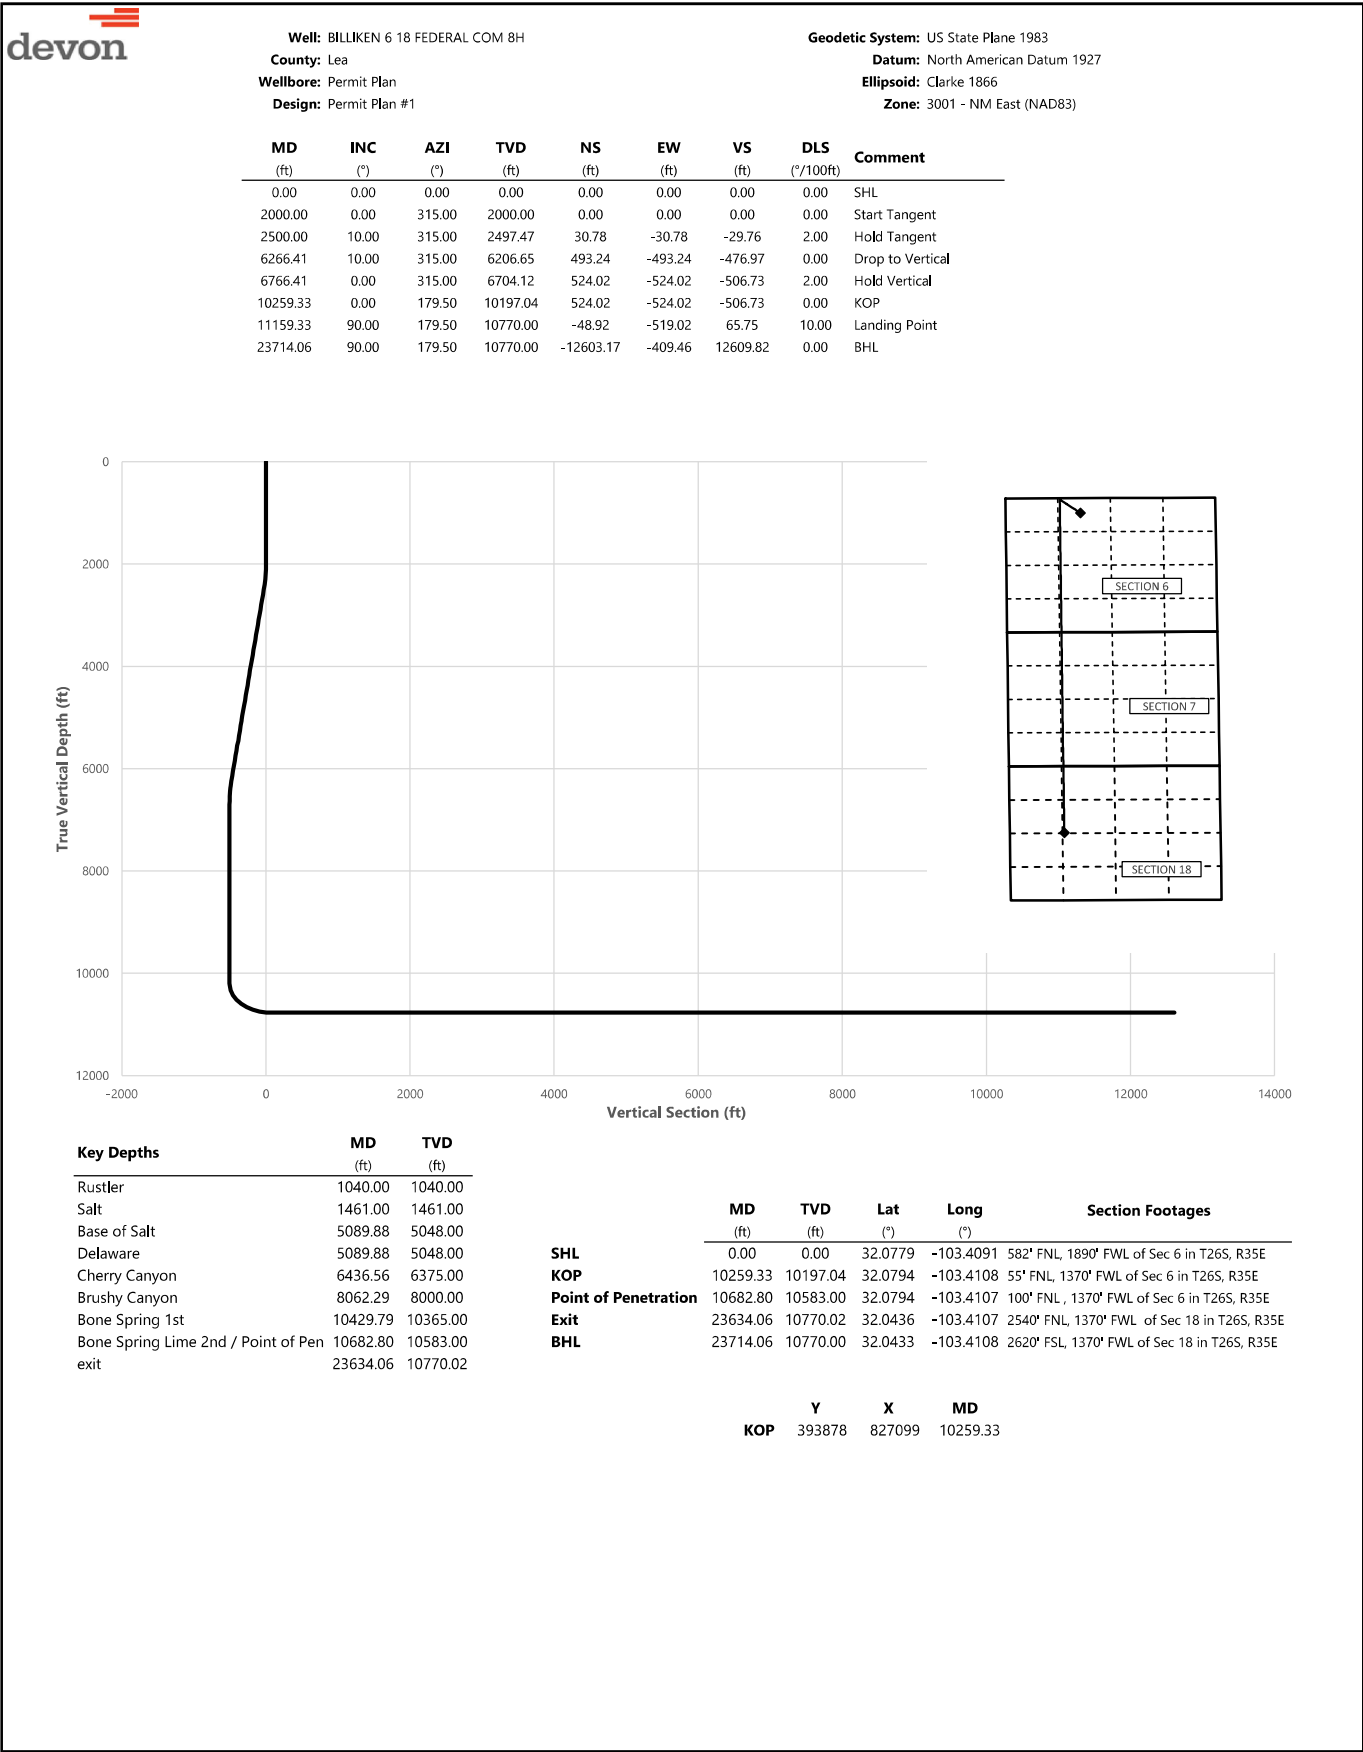 devon
Well: BILLIKEN 6 18 FEDERAL COM 8H Geodetic System: US State Plane 1983
County: Lea Datum: North American Datum 1927
Wellbore: Permit Plan Ellipsoid: Clarke 1866
Design: Permit Plan #1 Zone: 3001 - NM East (NAD83)
MD INC AZI TVD NS EW VS DLS Comment
(ft) (°) (°) (ft) (ft) (ft) (ft) (°/100ft)
0.00 0.00 0.00 0.00 0.00 0.00 0.00 0.00 SHL
2000.00 0.00 315.00 2000.00 0.00 0.00 0.00 0.00 Start Tangent
2500.00 10.00 315.00 2497.47 30.78 -30.78 -29.76 2.00 Hold Tangent
6266.41 10.00 315.00 6206.65 493.24 -493.24 -476.97 0.00 Drop to Vertical
6766.41 0.00 315.00 6704.12 524.02 -524.02 -506.73 2.00 Hold Vertical
10259.33 0.00 179.50 10197.04 524.02 -524.02 -506.73 0.00 KOP
11159.33 90.00 179.50 10770.00 -48.92 -519.02 65.75 10.00 Landing Point
23714.06 90.00 179.50 10770.00 -12603.17 -409.46 12609.82 0.00 BHL
0
2000
4000
6000
8000
10000
12000
True Vertical Depth (ft)
-2000 0 2000 4000 6000 8000 10000 12000 14000
Vertical Section (ft)
SECTION 6
SECTION 7
SECTION 18
Key Depths MD TVD
(ft) (ft)
Rustler 1040.00 1040.00
Salt 1461.00 1461.00
Base of Salt 5089.88 5048.00
Delaware 5089.88 5048.00
Cherry Canyon 6436.56 6375.00
Brushy Canyon 8062.29 8000.00
Bone Spring 1st 10429.79 10365.00
Bone Spring Lime 2nd / Point of Pen 10682.80 10583.00
exit 23634.06 10770.02
MD TVD Lat Long Section Footages
(ft) (ft) (°) (°)
SHL 0.00 0.00 32.0779 -103.4091 582' FNL, 1890' FWL of Sec 6 in T26S, R35E
KOP 10259.33 10197.04 32.0794 -103.4108 55' FNL, 1370' FWL of Sec 6 in T26S, R35E
Point of Penetration 10682.80 10583.00 32.0794 -103.4107 100' FNL , 1370' FWL of Sec 6 in T26S, R35E
Exit 23634.06 10770.02 32.0436 -103.4107 2540' FNL, 1370' FWL of Sec 18 in T26S, R35E
BHL 23714.06 10770.00 32.0433 -103.4108 2620' FSL, 1370' FWL of Sec 18 in T26S, R35E
Y X MD
KOP 393878 827099 10259.33